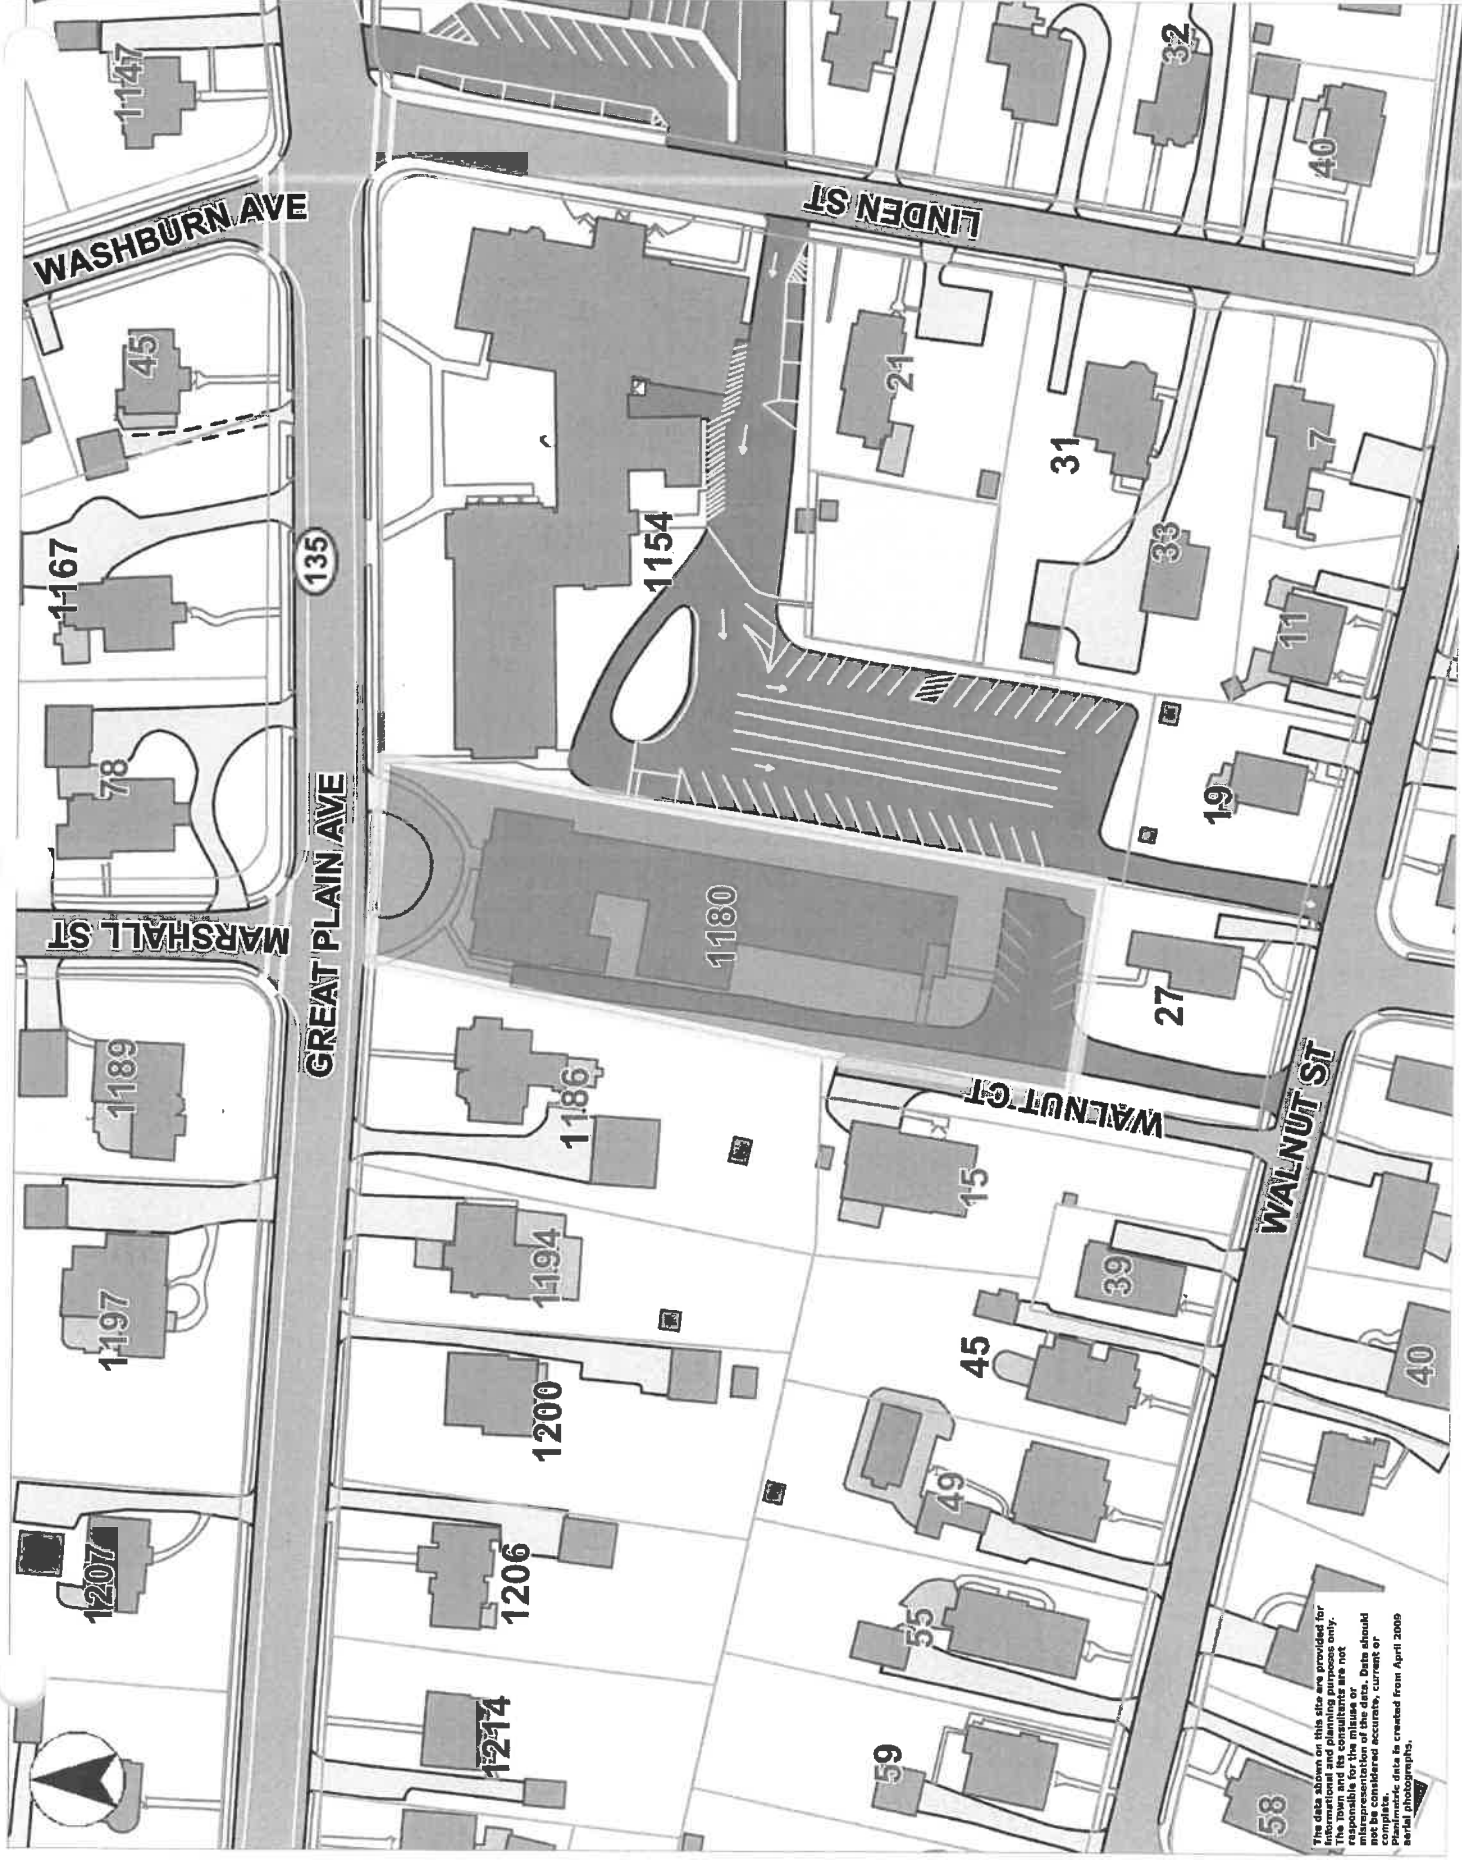 1147
WASHBURN AVE
45
1167
78
MARSHALL ST
1189
1197
1207
135
GREAT PLAIN AVE
1154
1180
1186
1194
1200
1206
1214
LINDEN ST
32
40
21
31
33
7
11
19
27
WALNUT CT
WALNUT ST
15
39
45
49
55
59
40
58
The data shown on this site are provided for
informational and planning purposes only.
The Town and its consultants are not
responsible for the misuse or
misrepresentation of the data. Data should
not be considered accurate, current or
complete.
Planimetric data is created from April 2009
aerial photographs.